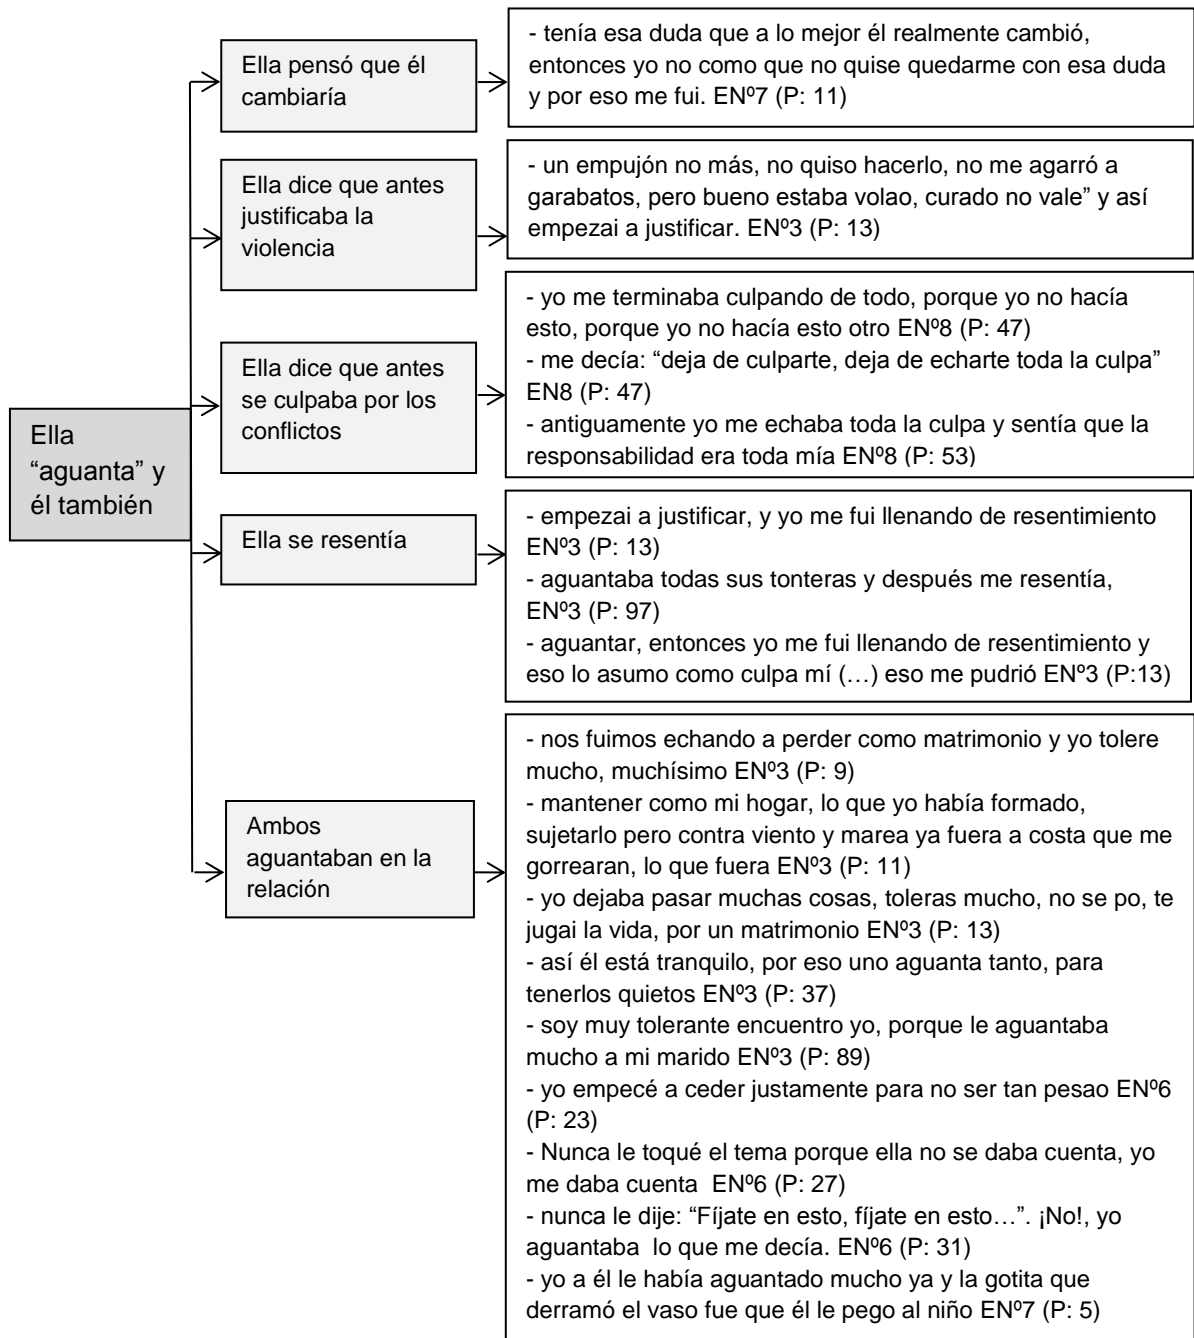 Ella
“aguanta” y
él también
Ella pensó que él
cambiaría
- tenía esa duda que a lo mejor él realmente cambió,
entonces yo no como que no quise quedarme con esa duda
y por eso me fui. ENº7 (P: 11)
Ella dice que antes
justificaba la
violencia
- un empujón no más, no quiso hacerlo, no me agarró a
garabatos, pero bueno estaba volao, curado no vale” y así
empezai a justificar. ENº3 (P: 13)
Ella dice que antes
se culpaba por los
conflictos
- yo me terminaba culpando de todo, porque yo no hacía
esto, porque yo no hacía esto otro ENº8 (P: 47)
- me decía: “deja de culparte, deja de echarte toda la culpa”
EN8 (P: 47)
- antiguamente yo me echaba toda la culpa y sentía que la
responsabilidad era toda mía ENº8 (P: 53)
Ella se resentía
- empezai a justificar, y yo me fui llenando de resentimiento
ENº3 (P: 13)
- aguantaba todas sus tonteras y después me resentía,
ENº3 (P: 97)
- aguantar, entonces yo me fui llenando de resentimiento y
eso lo asumo como culpa mí (…) eso me pudrió ENº3 (P:13)
Ambos
aguantaban en la
relación
- nos fuimos echando a perder como matrimonio y yo tolere
mucho, muchísimo ENº3 (P: 9)
- mantener como mi hogar, lo que yo había formado,
sujetarlo pero contra viento y marea ya fuera a costa que me
gorrearan, lo que fuera ENº3 (P: 11)
- yo dejaba pasar muchas cosas, toleras mucho, no se po, te
jugai la vida, por un matrimonio ENº3 (P: 13)
- así él está tranquilo, por eso uno aguanta tanto, para
tenerlos quietos ENº3 (P: 37)
- soy muy tolerante encuentro yo, porque le aguantaba
mucho a mi marido ENº3 (P: 89)
- yo empecé a ceder justamente para no ser tan pesao ENº6
(P: 23)
- Nunca le toqué el tema porque ella no se daba cuenta, yo
me daba cuenta ENº6 (P: 27)
- nunca le dije: “Fíjate en esto, fíjate en esto…”. ¡No!, yo
aguantaba lo que me decía. ENº6 (P: 31)
- yo a él le había aguantado mucho ya y la gotita que
derramó el vaso fue que él le pego al niño ENº7 (P: 5)